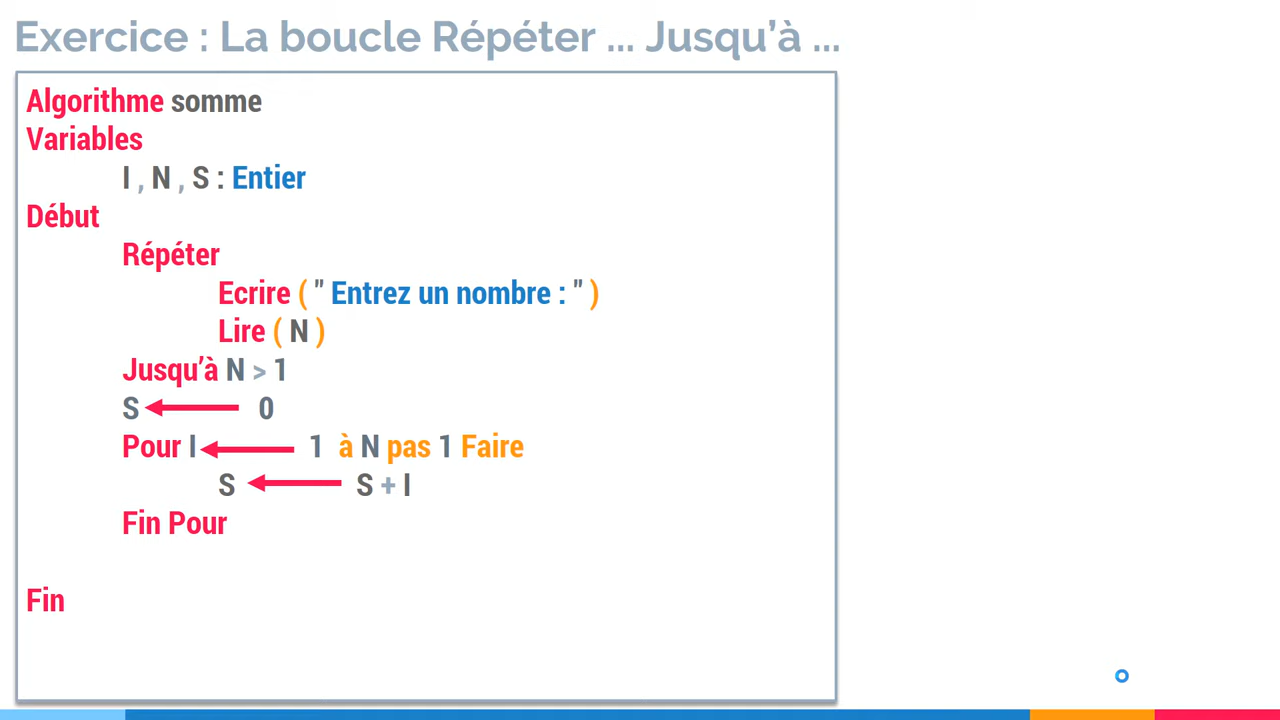 Exercice : La boucle Répéter ... Jusqu’à ...
Algorithme somme
Variables
I , N , S : Entier
Début
Répéter
Ecrire ( " Entrez un nombre : " )
Lire ( N )
Jusqu’à N > 1
S ← 0
Pour I ← 1 à N pas 1 Faire
S ← S + I
Fin Pour
Fin